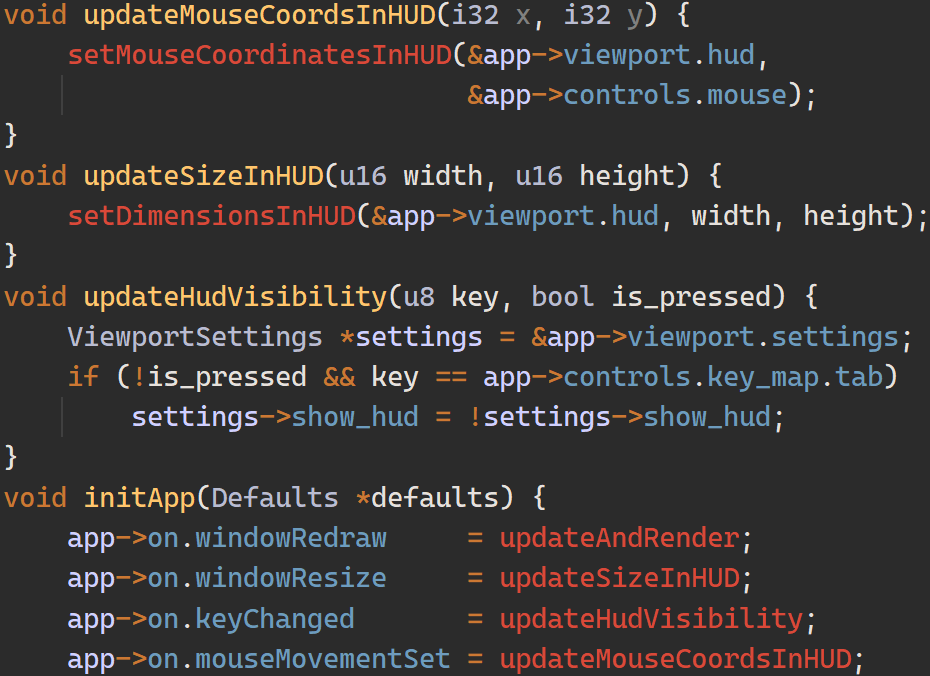 void updateMouseCoordsInHUD(i32 x, i32 y) {
    setMouseCoordinatesInHUD(&app->viewport.hud,
                             &app->controls.mouse);
}
void updateSizeInHUD(u16 width, u16 height) {
    setDimensionsInHUD(&app->viewport.hud, width, height);
}
void updateHudVisibility(u8 key, bool is_pressed) {
    ViewportSettings *settings = &app->viewport.settings;
    if (!is_pressed && key == app->controls.key_map.tab)
        settings->show_hud = !settings->show_hud;
}
void initApp(Defaults *defaults) {
    app->on.windowRedraw     = updateAndRender;
    app->on.windowResize     = updateSizeInHUD;
    app->on.keyChanged       = updateHudVisibility;
    app->on.mouseMovementSet = updateMouseCoordsInHUD;